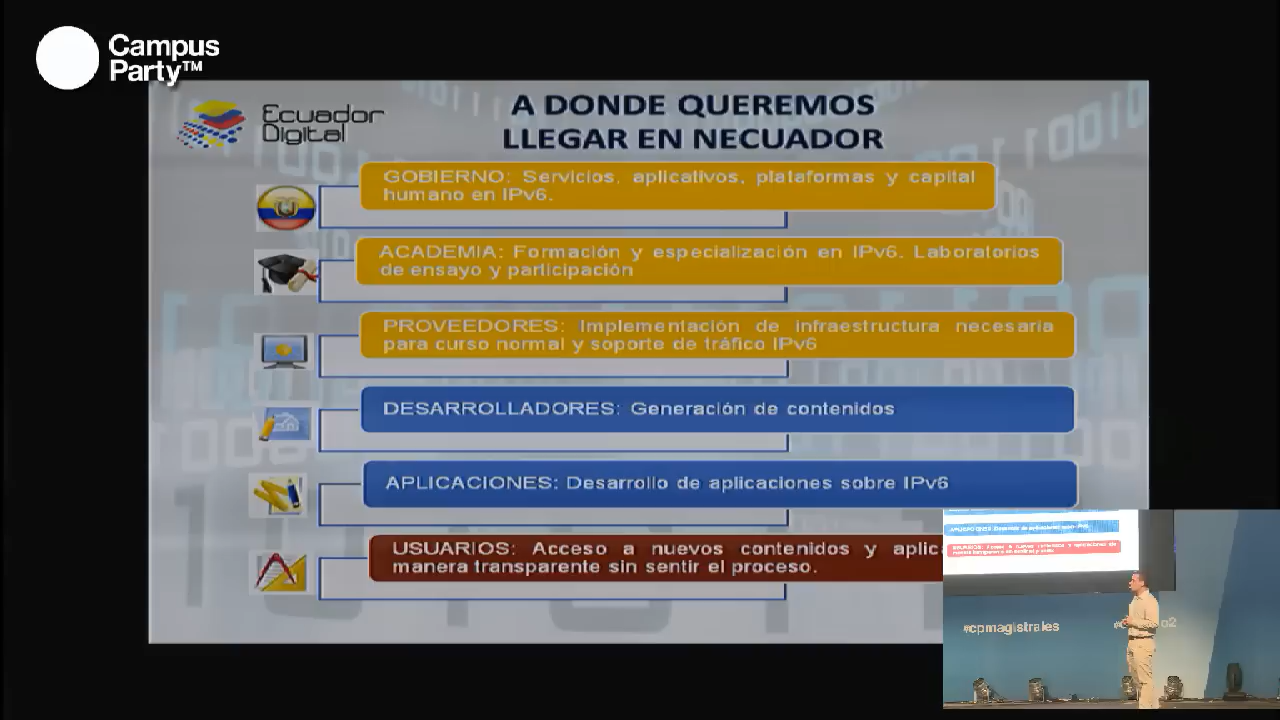 Campus
Party™
Ecuador
Digital
A DONDE QUEREMOS
LLEGAR EN NECUADOR
GOBIERNO: Servicios, aplicativos, plataformas y capital
humano en IPv6.
ACADEMIA: Formación y especialización en IPv6. Laboratorios
de ensayo y participación
PROVEEDORES: Implementación de infraestructura necesaria
para curso normal y soporte de tráfico IPv6
DESARROLLADORES: Generación de contenidos
APLICACIONES: Desarrollo de aplicaciones sobre IPv6
USUARIOS: Acceso a nuevos contenidos y
manera transparente sin sentir el proceso.
#cpmagistrales